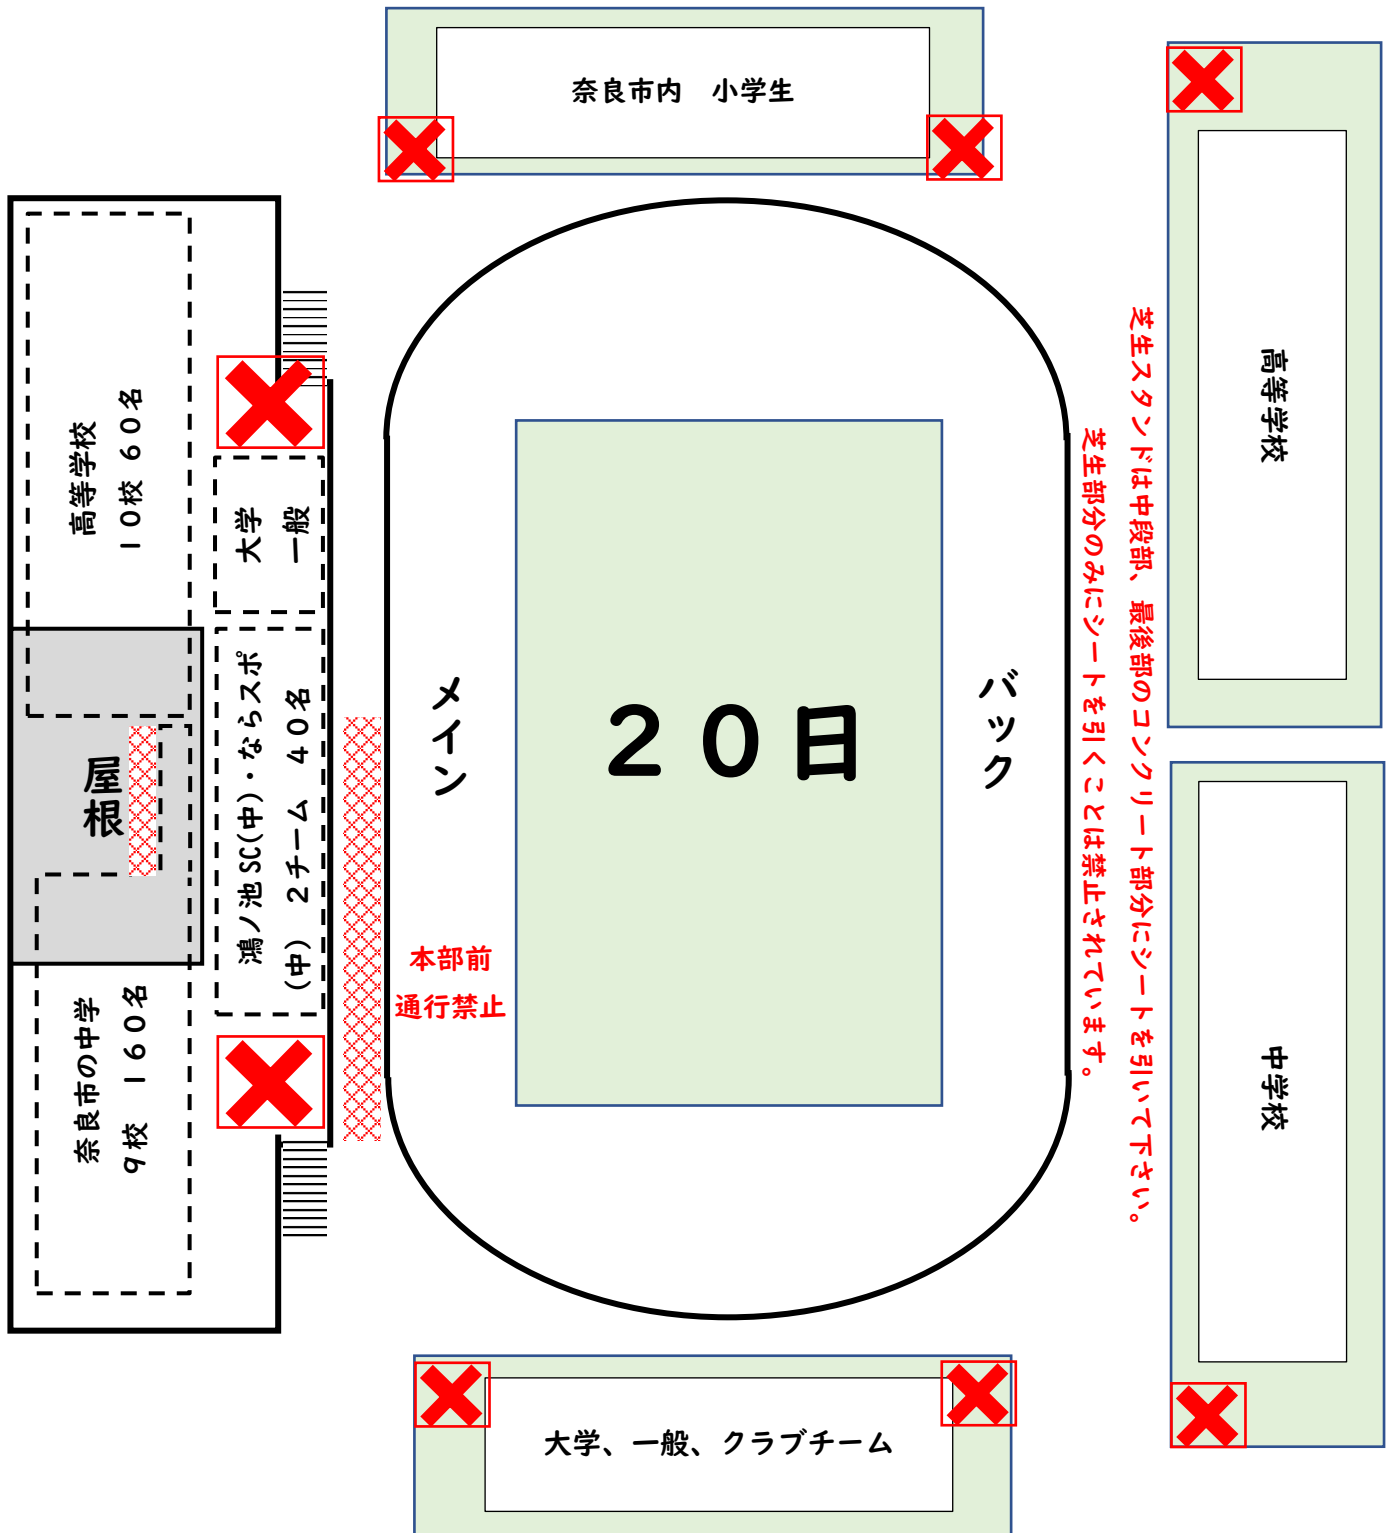 奈良市内　小学生
高等学校
１０校 ６０名
大学
一般
鴻ノ池SC(中)・ならスポ
(中)　２チーム　４０名
屋根
奈良市の中学
９校　１６０名
メイン
２０日
バック
本部前
通行禁止
芝生スタンドは中段部、最後部のコンクリート部分にシートを引いて下さい。
芝生部分のみにシートを引くことは禁止されています。
高等学校
中学校
大学、一般、クラブチーム